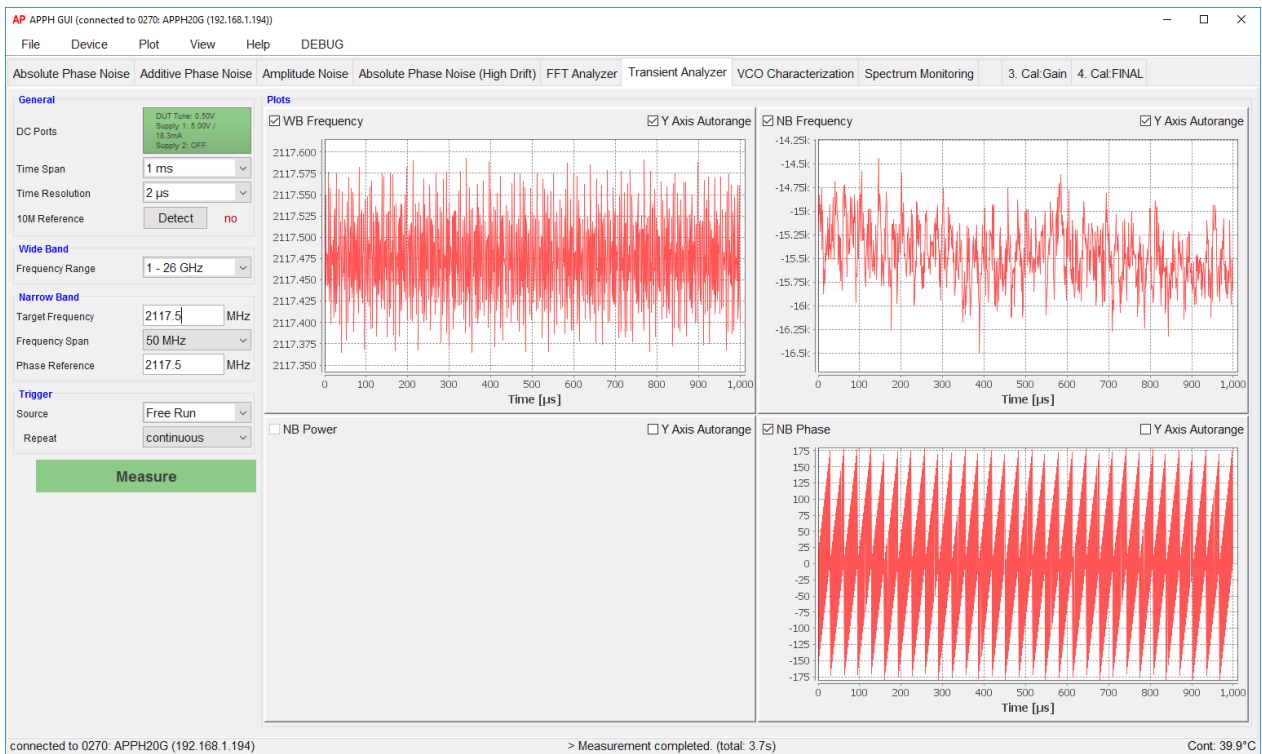 AP APPH GUI (connected to 0270: APPH20G (192.168.1.194))
File Device Plot View Help DEBUG
Absolute Phase Noise Additive Phase Noise Amplitude Noise Absolute Phase Noise (High Drift) FFT Analyzer Transient Analyzer VCO Characterization Spectrum Monitoring 3. Cal:Gain 4. Cal:FINAL
General
DC Ports
DUT Tune: 0.50V
Supply 1: 5.00V /
18.3mA
Supply 2: OFF
Time Span 1 ms
Time Resolution 2 µs
10M Reference Detect no
Wide Band
Frequency Range 1 - 26 GHz
Narrow Band
Target Frequency 2117.5 MHz
Frequency Span 50 MHz
Phase Reference 2117.5 MHz
Trigger
Source Free Run
Repeat continuous
Measure
Plots
WB Frequency Y Axis Autorange
2117.600
2117.575
2117.550
2117.525
2117.500
2117.475
2117.450
2117.425
2117.400
2117.375
2117.350
0 100 200 300 400 500 600 700 800 900 1,000
Time [µs]
NB Frequency Y Axis Autorange
-14.25k
-14.5k
-14.75k
-15k
-15.25k
-15.5k
-15.75k
-16k
-16.25k
-16.5k
0 100 200 300 400 500 600 700 800 900 1,000
Time [µs]
NB Power Y Axis Autorange
NB Phase Y Axis Autorange
175
150
125
100
75
50
25
0
-25
-50
-75
-100
-125
-150
-175
0 100 200 300 400 500 600 700 800 900 1,000
Time [µs]
connected to 0270: APPH20G (192.168.1.194) > Measurement completed. (total: 3.7s) Cont: 39.9°C